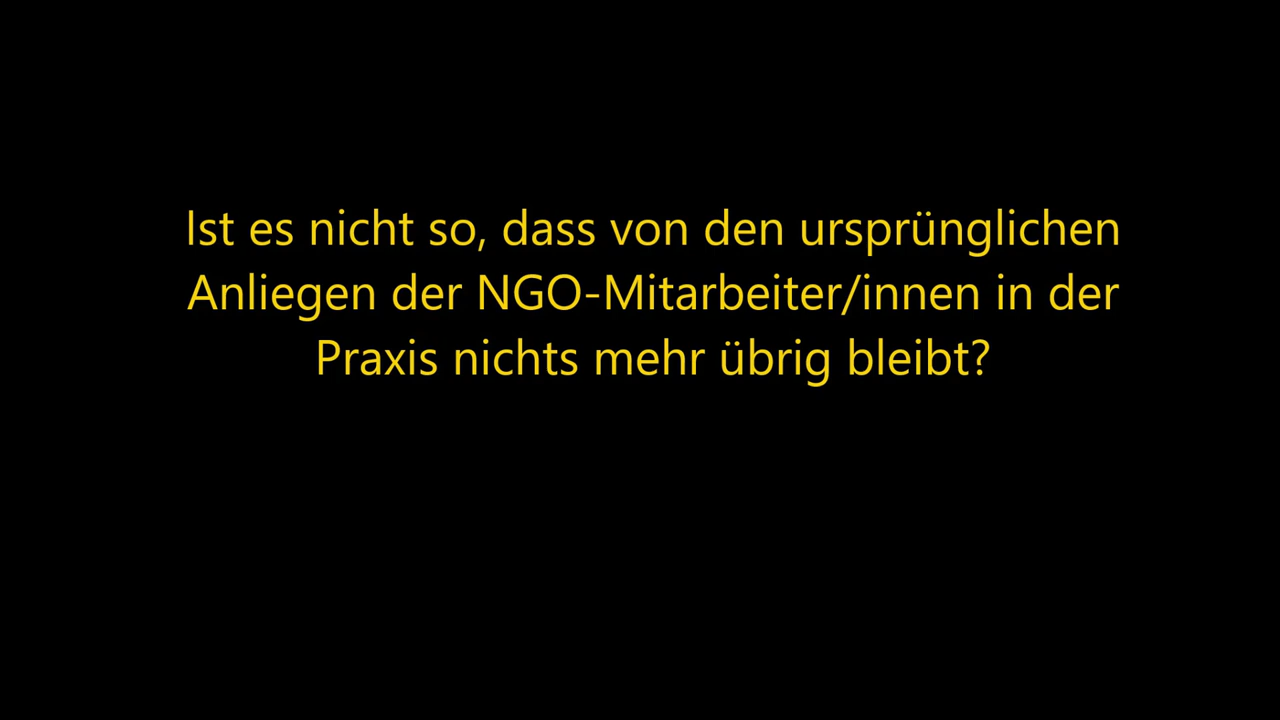 Ist es nicht so, dass von den ursprünglichen
Anliegen der NGO-Mitarbeiter/innen in der
Praxis nichts mehr übrig bleibt?